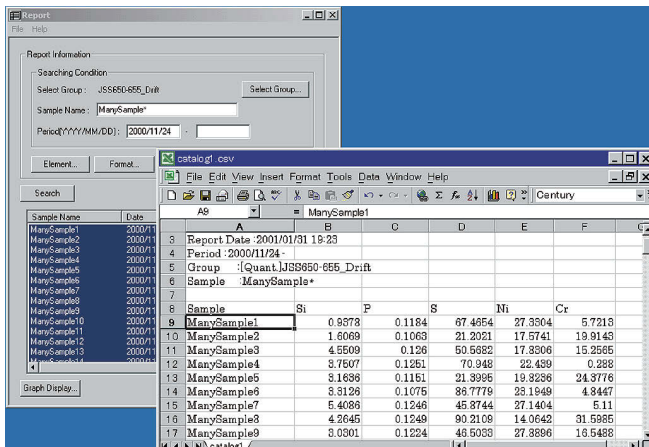 Report
File Help
Report Information
Searching Condition
Select Group : JSS650-655_Drift Select Group...
Sample Name : ManySample*
Period(YYYY/MM/DD) : 2000/11/24 -
Element... Format...
Search
Sample Name Date
ManySample1 2000/11
ManySample2 2000/11
ManySample3 2000/11
ManySample4 2000/11
ManySample5 2000/11
ManySample6 2000/11
ManySample7 2000/11
ManySample8 2000/11
ManySample9 2000/11
ManySample10 2000/11
ManySample11 2000/11
ManySample12 2000/11
ManySample13 2000/11
ManySample14 2000/11
Graph Display...
catalog1.csv
File Edit View Insert Format Tools Data Window Help
Century
A9 = ManySample1
A B C D E F
3 Report Date :2001/01/31 19:23
4 Period :2000/11/24 -
5 Group :[Quant.]JSS650-655_Drift
6 Sample :ManySample*
7
8 Sample Si P S Ni Cr
9 ManySample1 0.9373 0.1184 67.4654 27.3304 5.7213
10 ManySample2 1.6069 0.1063 21.2021 17.5741 19.9143
11 ManySample3 4.5509 0.126 50.5682 17.8306 15.2565
12 ManySample4 3.7507 0.1251 70.948 22.439 0.288
13 ManySample5 3.1636 0.1151 21.3995 19.8236 24.3776
14 ManySample6 3.3126 0.1075 86.7779 23.1949 4.8447
15 ManySample7 5.4086 0.1246 45.8744 27.1404 5.11
16 ManySample8 4.2645 0.1249 90.2109 14.0642 31.5985
17 ManySample9 3.0301 0.1224 46.5033 27.8896 16.5488
catalog1